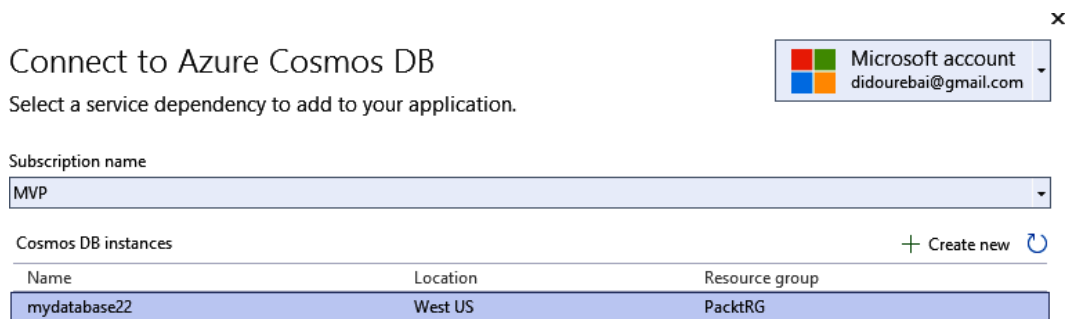 Connect to Azure Cosmos DB
Microsoft account
didourebai@gmail.com
Select a service dependency to add to your application.
Subscription name
MVP
Cosmos DB instances
Create new
Name Location Resource group
mydatabase22 West US PacktRG